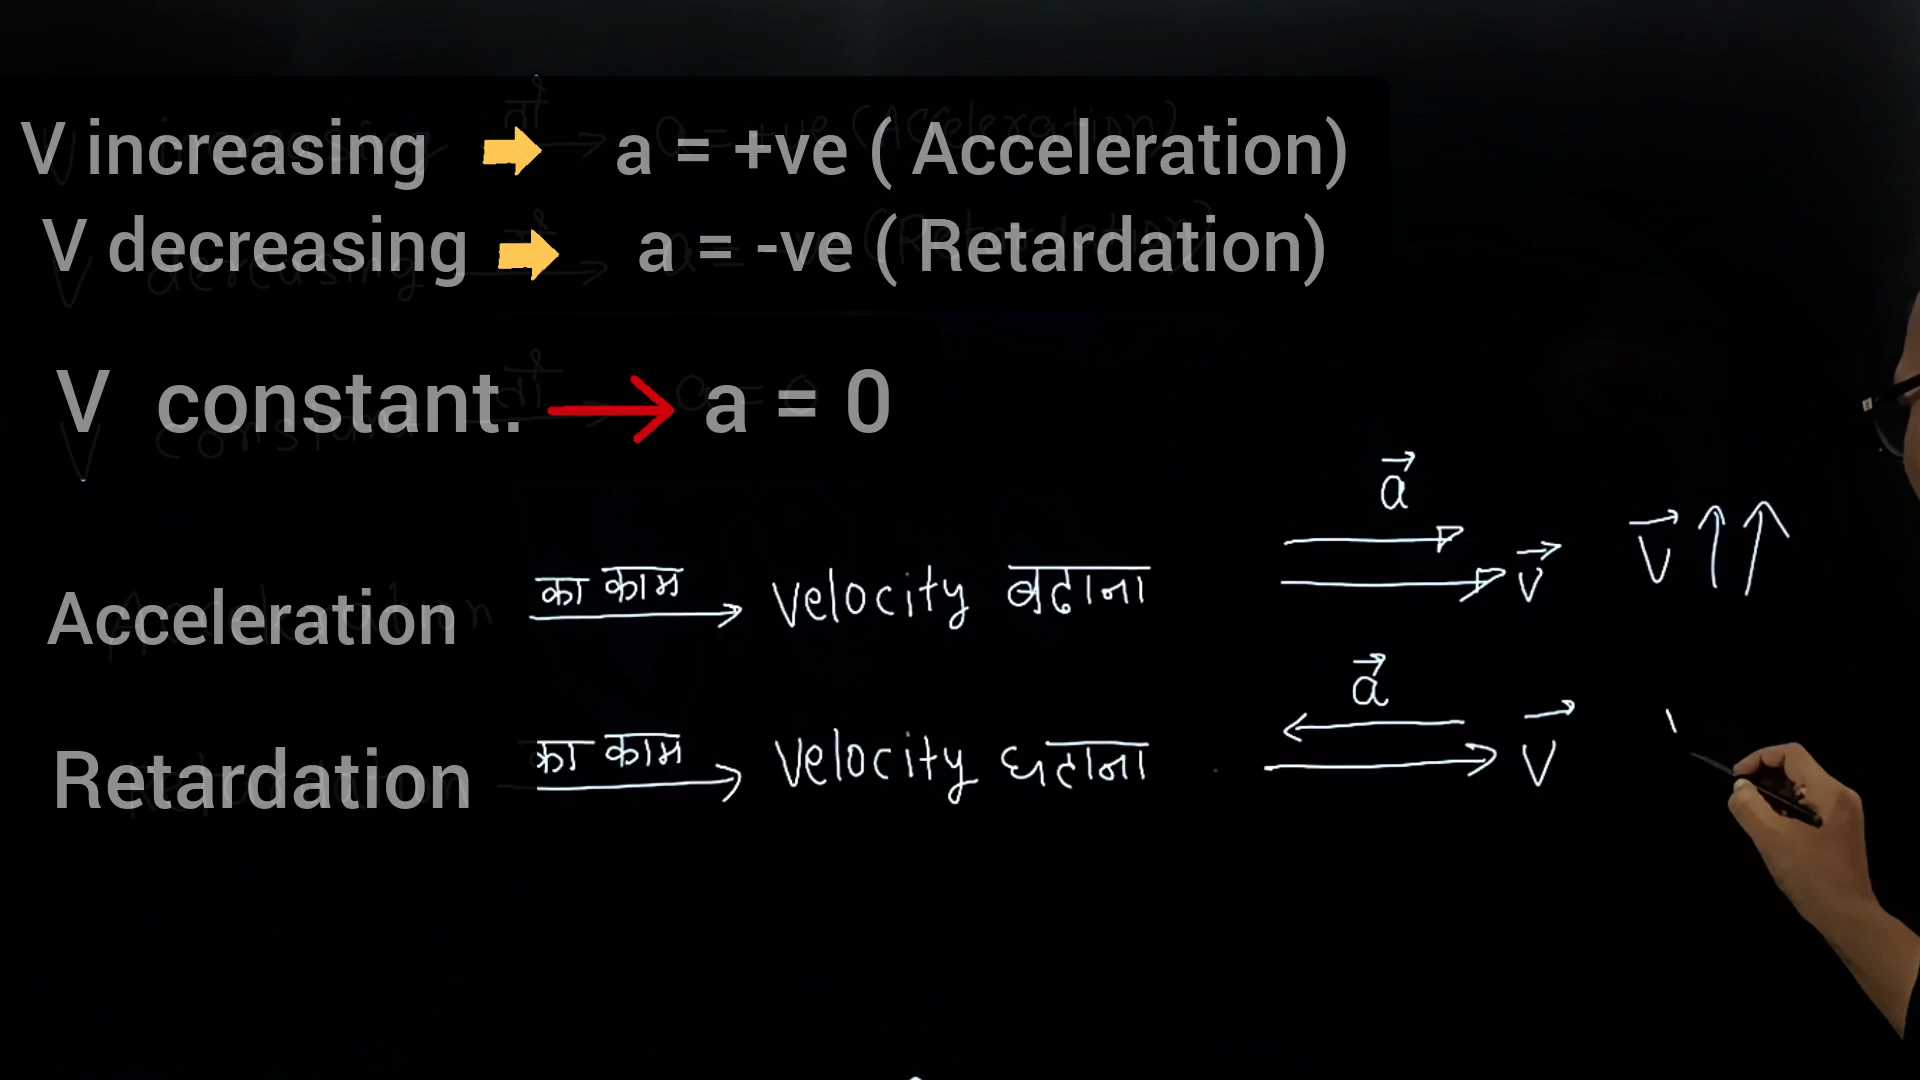 V increasing → a = +ve ( Acceleration)
V decreasing → a = -ve ( Retardation)
V constant. → a = 0
Acceleration का काम → velocity बढाना a⃗ v⃗ v⃗ ↑↑
Retardation का काम → velocity घटाना a⃗ v⃗